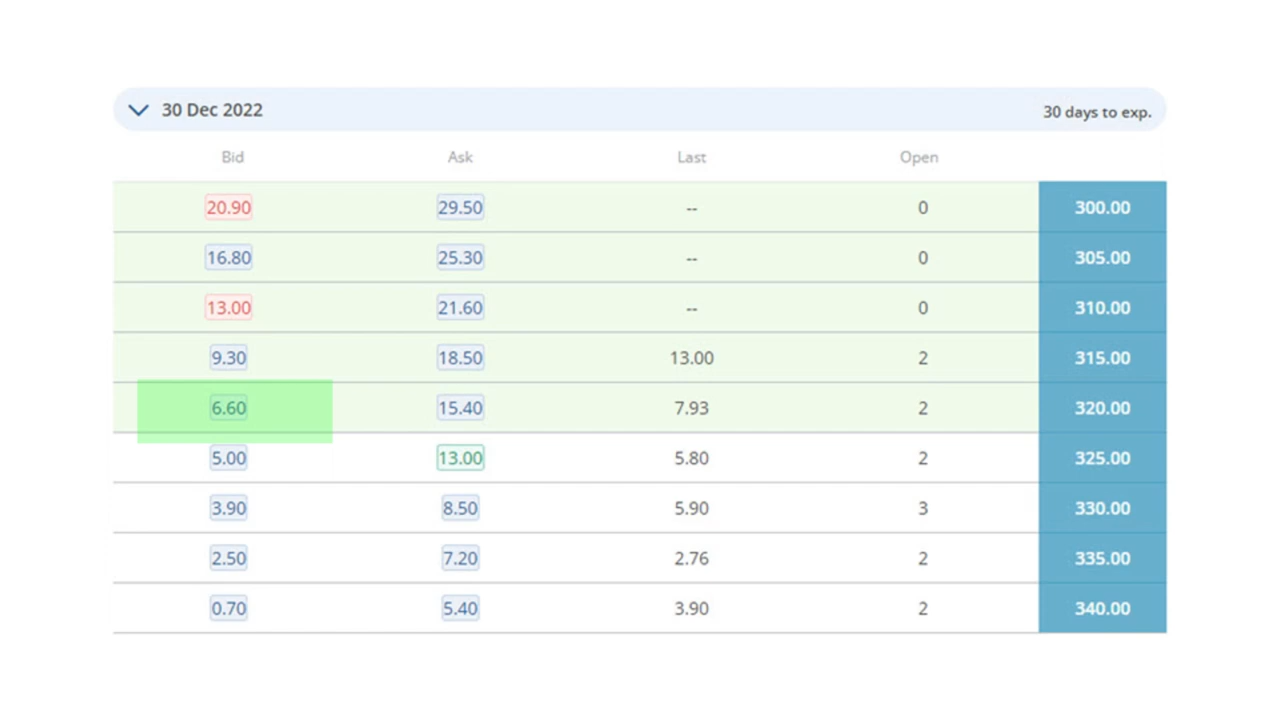 30 Dec 2022 30 days to exp.
Bid Ask Last Open
20.90 29.50 -- 0 300.00
16.80 25.30 -- 0 305.00
13.00 21.60 -- 0 310.00
9.30 18.50 13.00 2 315.00
6.60 15.40 7.93 2 320.00
5.00 13.00 5.80 2 325.00
3.90 8.50 5.90 3 330.00
2.50 7.20 2.76 2 335.00
0.70 5.40 3.90 2 340.00